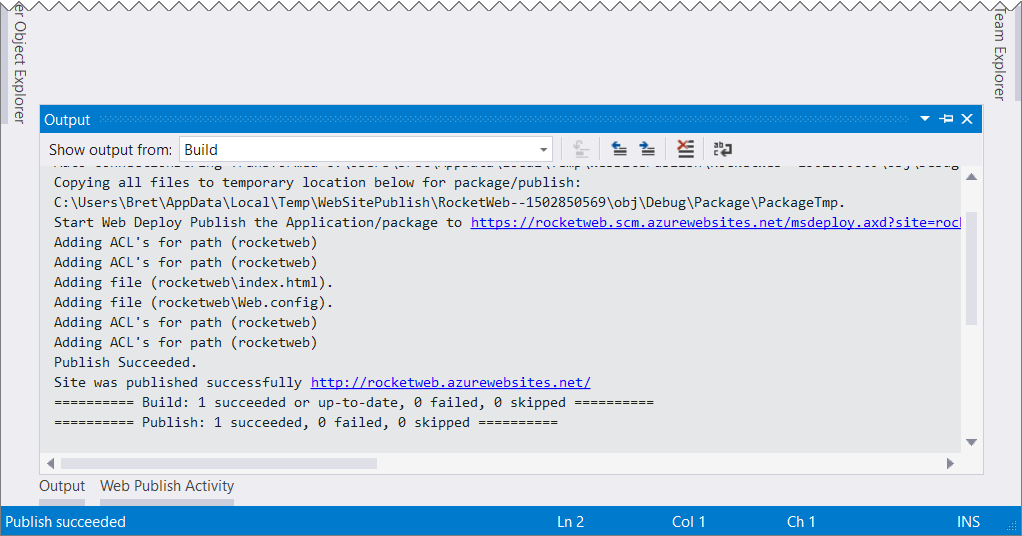 er Object Explorer
Team Explorer
Output
Show output from: Build
Copying all files to temporary location below for package/publish:
C:\Users\Bret\AppData\Local\Temp\WebSitePublish\RocketWeb--1502850569\obj\Debug\Package\PackageTmp.
Start Web Deploy Publish the Application/package to https://rocketweb.scm.azurewebsites.net/msdeploy.axd?site=rock
Adding ACL's for path (rocketweb)
Adding ACL's for path (rocketweb)
Adding file (rocketweb\index.html).
Adding file (rocketweb\Web.config).
Adding ACL's for path (rocketweb)
Adding ACL's for path (rocketweb)
Publish Succeeded.
Site was published successfully http://rocketweb.azurewebsites.net/
========== Build: 1 succeeded or up-to-date, 0 failed, 0 skipped ==========
========== Publish: 1 succeeded, 0 failed, 0 skipped ==========
Output Web Publish Activity
Publish succeeded Ln 2 Col 1 Ch 1 INS